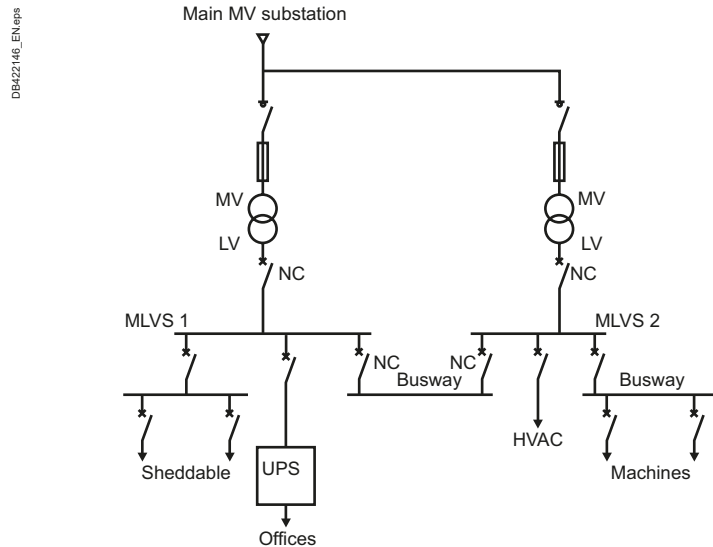 DB422146_EN.eps
Main MV substation
MV
LV
NC
MV
LV
NC
MLVS 1
MLVS 2
NC
NC
Busway
Busway
HVAC
Sheddable
UPS
Machines
Offices